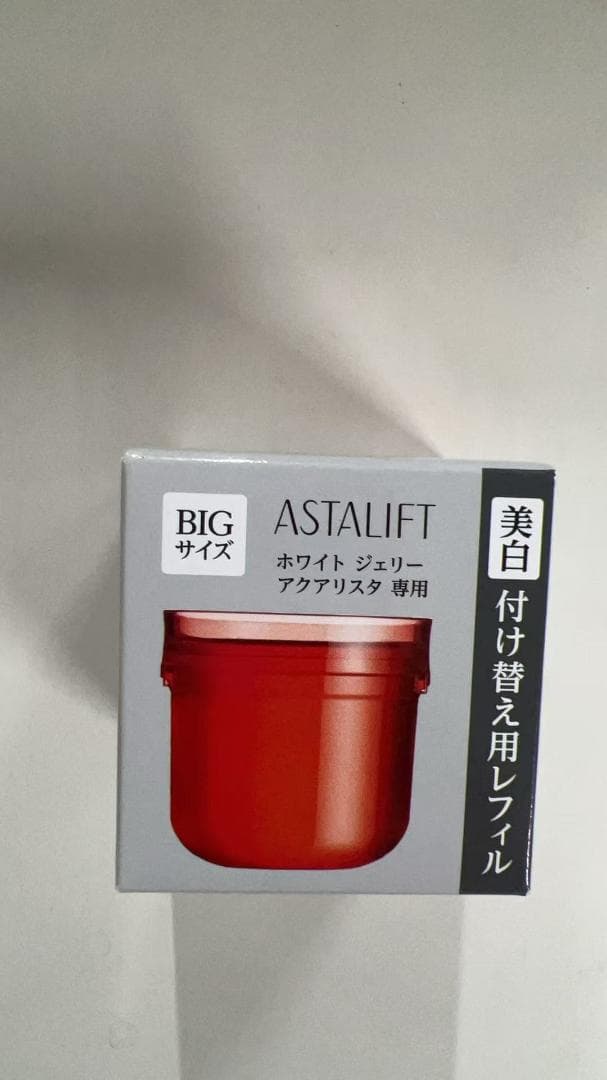 BIG
サイズ
ASTALIFT
ホワイト ジェリー
アクアリスタ 専用
美白
付け替え用レフィル